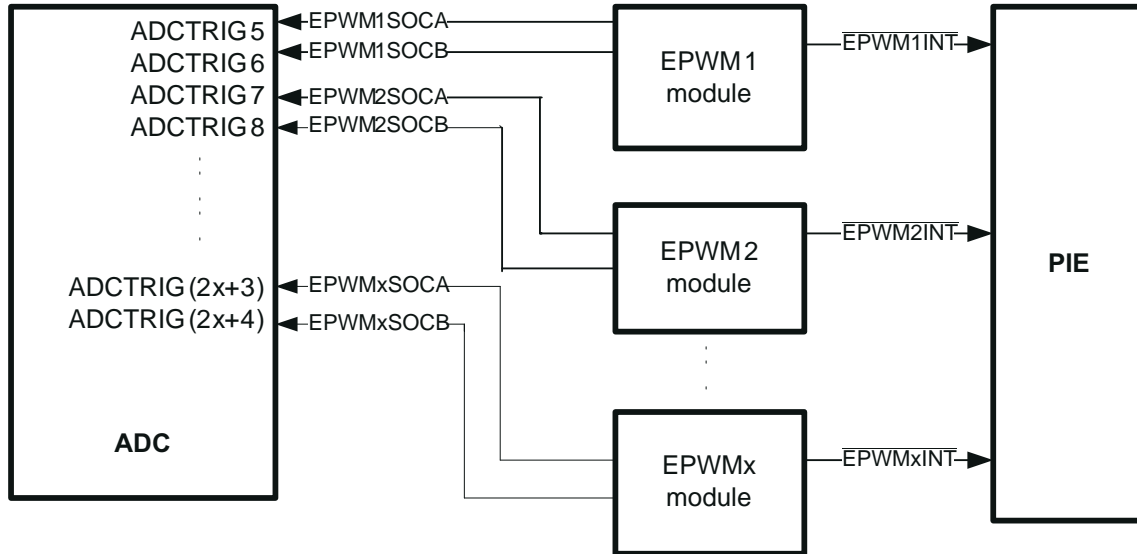 ADCTRIG5
ADCTRIG6
ADCTRIG7
ADCTRIG8
ADCTRIG(2x+3)
ADCTRIG(2x+4)
ADC
EPWM1SOCA
EPWM1SOCB
EPWM2SOCA
EPWM2SOCB
EPWMxSOCA
EPWMxSOCB
EPWM1
module
EPWM2
module
EPWMx
module
EPWM1INT
EPWM2INT
EPWMxINT
PIE